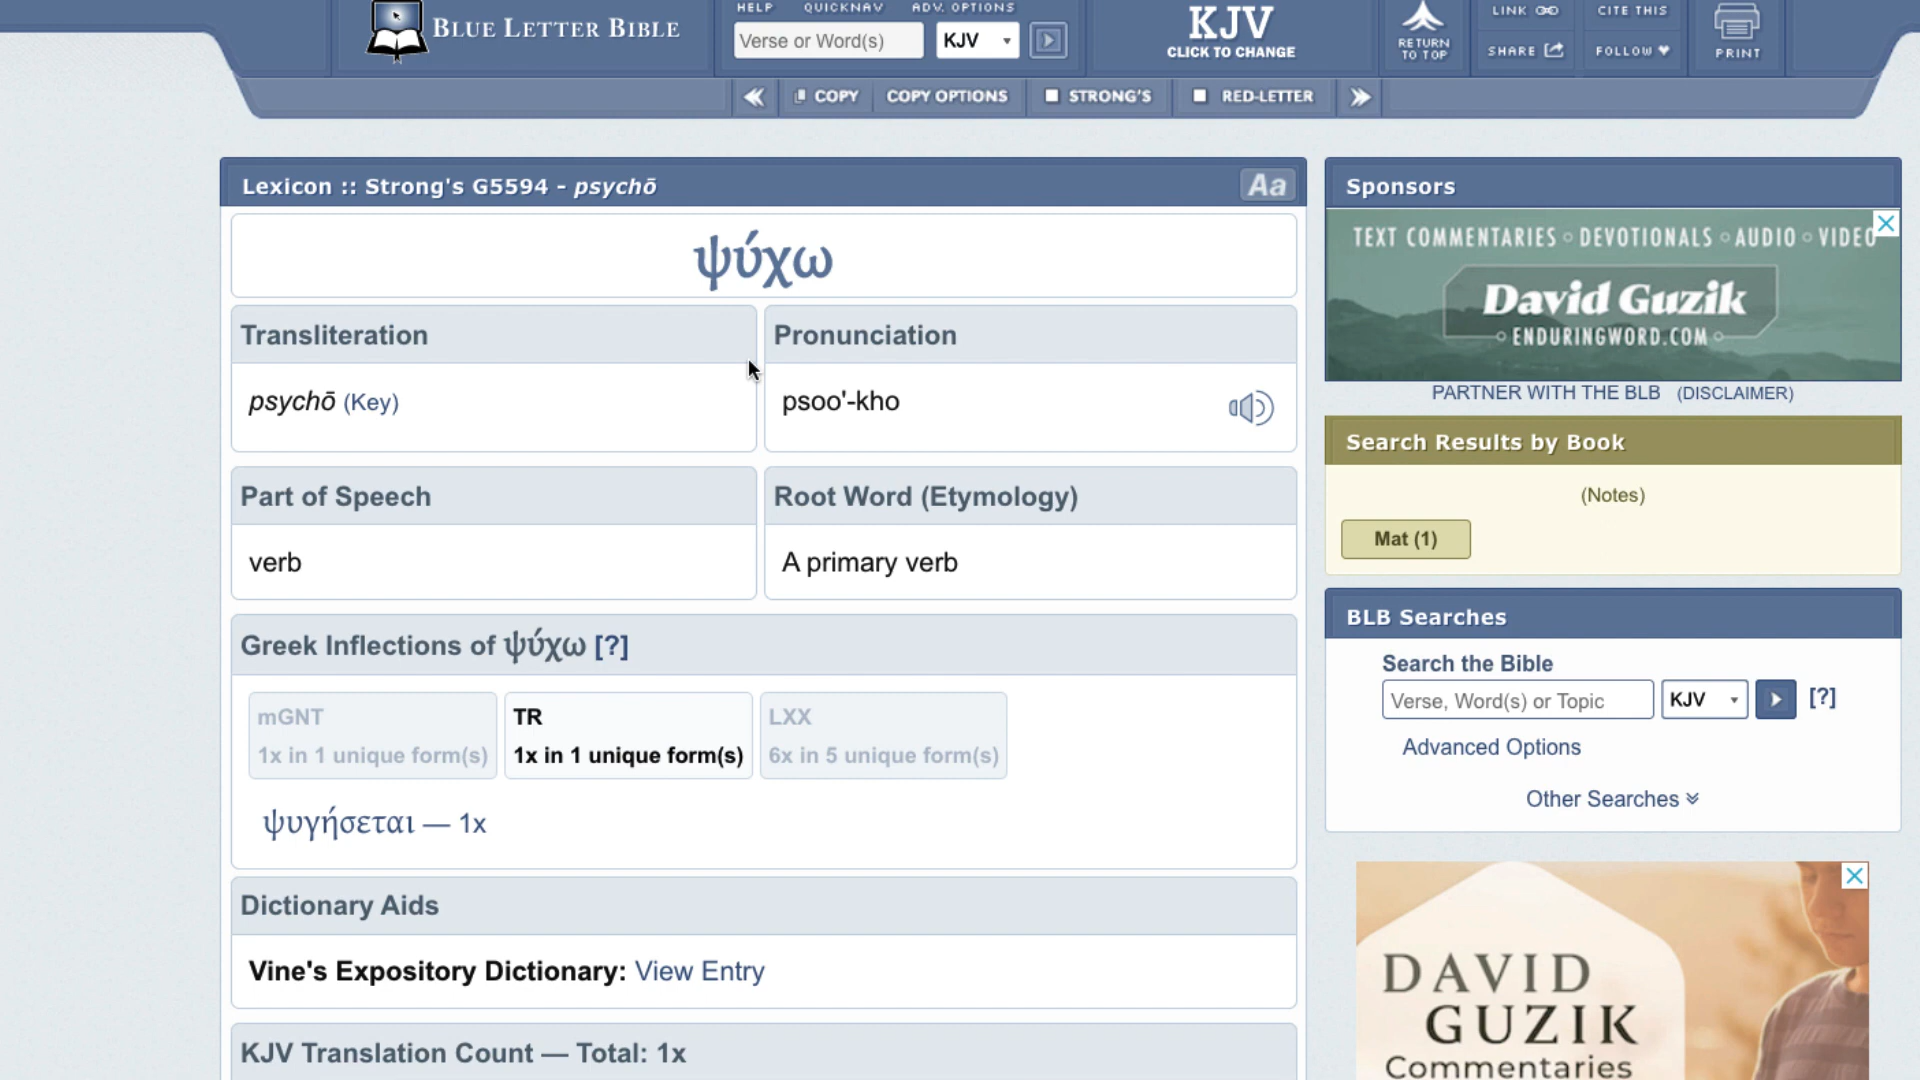 BLUE LETTER BIBLE
HELP QUICKNAV ADV. OPTIONS
Verse or Word(s) KJV
KJV
CLICK TO CHANGE
RETURN
TO TOP
LINK
SHARE
CITE THIS
FOLLOW
PRINT
COPY COPY OPTIONS STRONG'S RED-LETTER
Lexicon :: Strong's G5594 - psychō
Aa
ψύχω
Transliteration
psychō (Key)
Pronunciation
psoo'-kho
Part of Speech
verb
Root Word (Etymology)
A primary verb
Greek Inflections of ψύχω [?]
mGNT
1x in 1 unique form(s)
TR
1x in 1 unique form(s)
LXX
6x in 5 unique form(s)
ψυγήσεται — 1x
Dictionary Aids
Vine's Expository Dictionary: View Entry
KJV Translation Count — Total: 1x
Sponsors
TEXT COMMENTARIES ◦ DEVOTIONALS ◦ AUDIO ◦ VIDEO
David Guzik
◦ ENDURINGWORD.COM ◦
PARTNER WITH THE BLB (DISCLAIMER)
Search Results by Book
(Notes)
Mat (1)
BLB Searches
Search the Bible
Verse, Word(s) or Topic KJV [?]
Advanced Options
Other Searches
DAVID
GUZIK
Commentaries